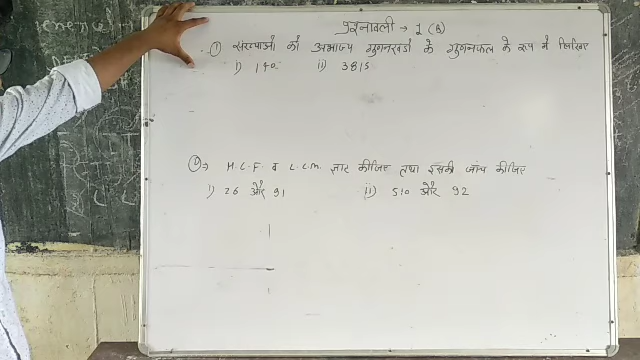 प्रश्नावली → 1 (B)
① संख्याओं को अभाज्य गुणनखंडों के गुणनफल के रूप में लिखिए
i) 140 ii) 3815
② H.C.F. व L.C.M. ज्ञात कीजिए तथा इसकी जांच कीजिए
i) 26 और 91 ii) 510 और 92